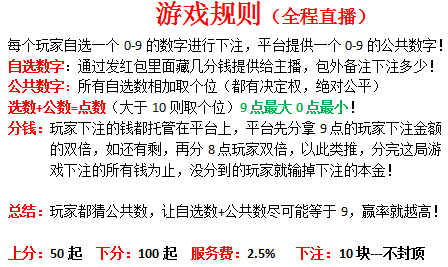 游戏规则（全程直播）
每个玩家自选一个 0-9 的数字进行下注，平台提供一个 0-9 的公共数字！
自选数字：通过发红包里面藏几分钱提供给主播，包外备注下注多少！
公共数字：所有自选数相加取个位（都有决定权，绝对公平）
选数+公数=点数（大于 10 则取个位）9 点最大 0 点最小！
分钱：玩家下注的钱都托管在平台上，平台先分拿 9 点的玩家下注金额
的双倍，如还有剩，再分 8 点玩家双倍，以此类推，分完这局游
戏下注的所有钱为止，没分到的玩家就输掉下注的本金！
总结：玩家都猜公共数，让自选数+公共数尽可能等于 9，赢率就越高！
上分：50 起 下分：100 起 服务费：2.5% 下注：10 块---不封顶